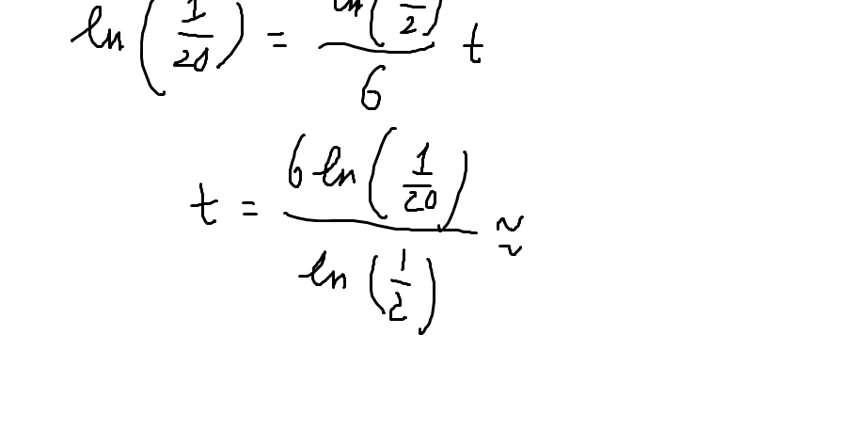 ln(1/20) = ln(1/2)/6 t
t = 6 ln(1/20) / ln(1/2) ≈